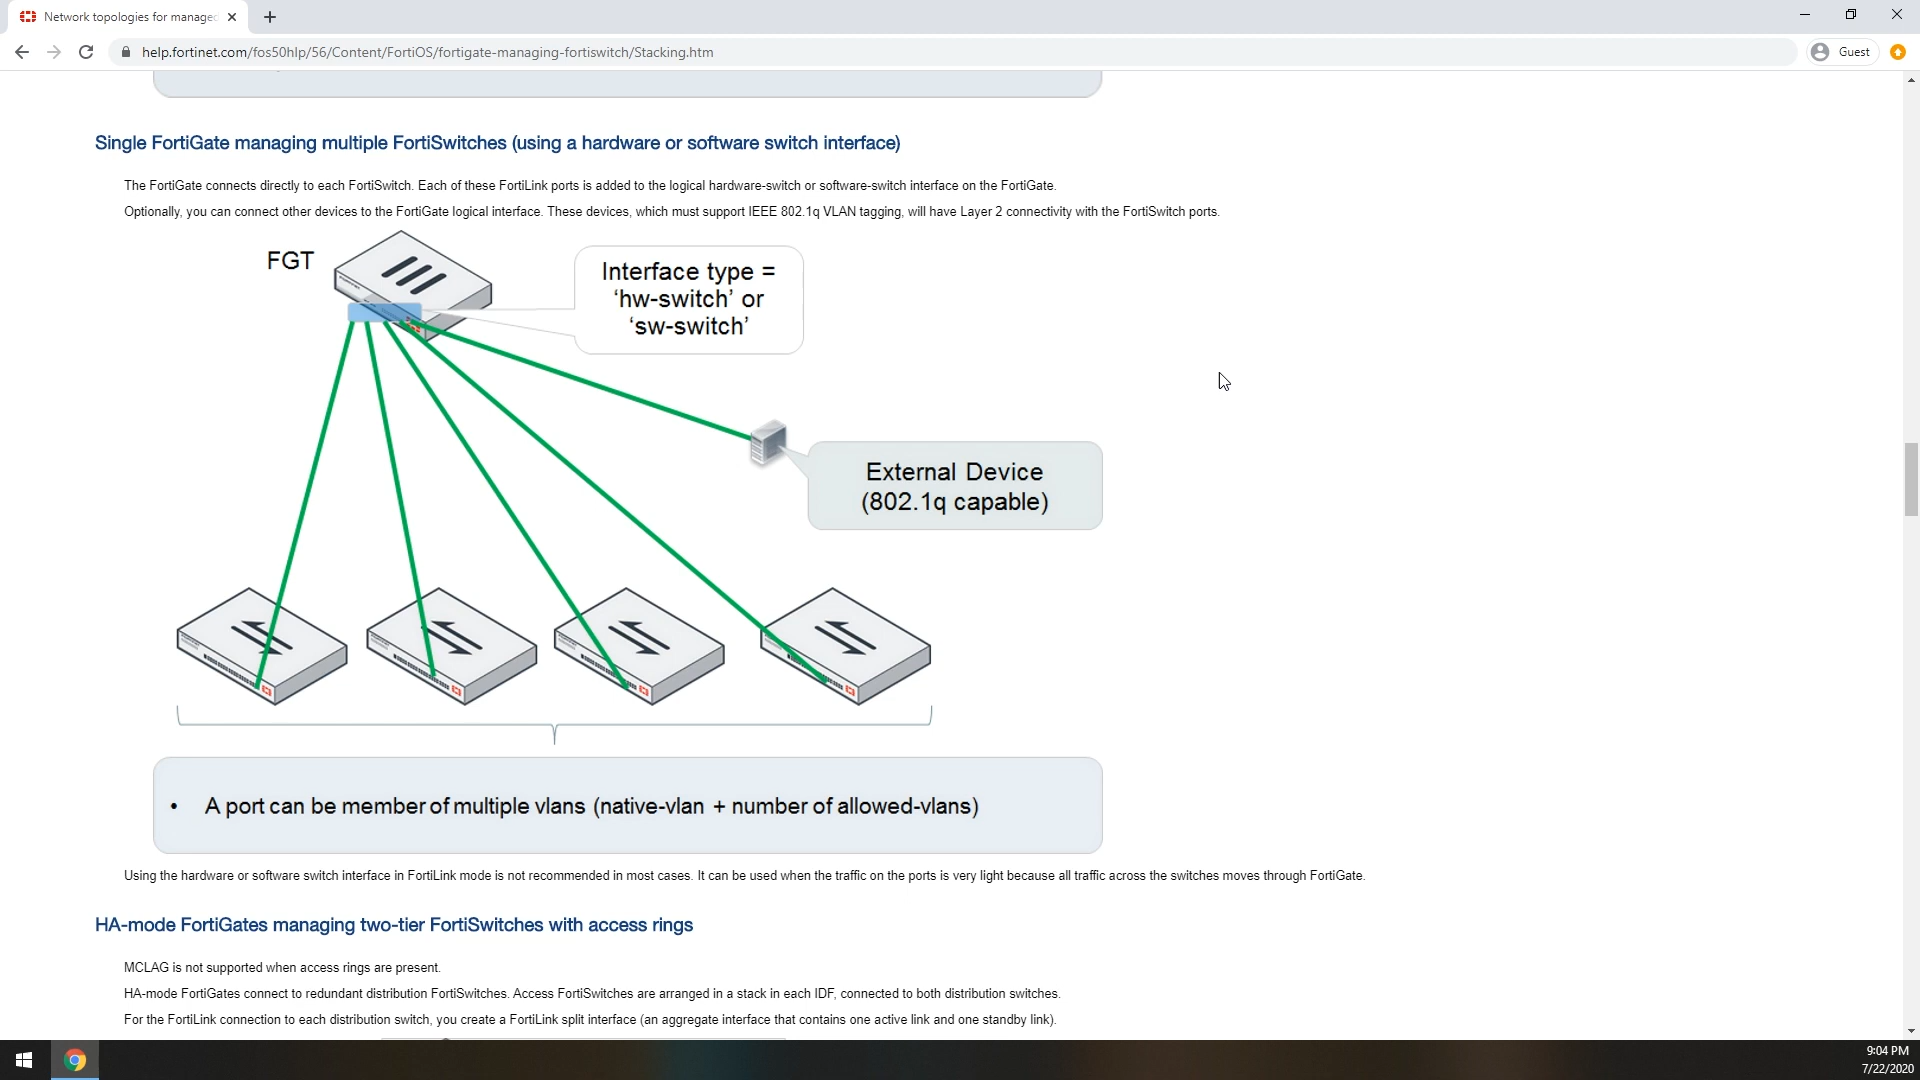 Network topologies for managed
help.fortinet.com/fos50hlp/56/Content/FortiOS/fortigate-managing-fortiswitch/Stacking.htm
Guest
Single FortiGate managing multiple FortiSwitches (using a hardware or software switch interface)
The FortiGate connects directly to each FortiSwitch. Each of these FortiLink ports is added to the logical hardware-switch or software-switch interface on the FortiGate.
Optionally, you can connect other devices to the FortiGate logical interface. These devices, which must support IEEE 802.1q VLAN tagging, will have Layer 2 connectivity with the FortiSwitch ports.
FGT
Interface type =
‘hw-switch’ or
‘sw-switch’
External Device
(802.1q capable)
• A port can be member of multiple vlans (native-vlan + number of allowed-vlans)
Using the hardware or software switch interface in FortiLink mode is not recommended in most cases. It can be used when the traffic on the ports is very light because all traffic across the switches moves through FortiGate.
HA-mode FortiGates managing two-tier FortiSwitches with access rings
MCLAG is not supported when access rings are present.
HA-mode FortiGates connect to redundant distribution FortiSwitches. Access FortiSwitches are arranged in a stack in each IDF, connected to both distribution switches.
For the FortiLink connection to each distribution switch, you create a FortiLink split interface (an aggregate interface that contains one active link and one standby link).
9:04 PM
7/22/2020